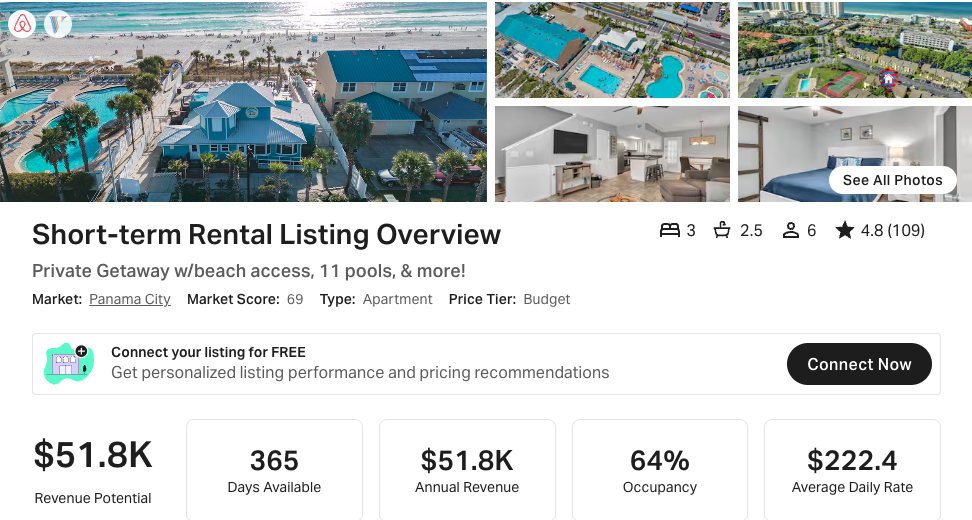 See All Photos
Short-term Rental Listing Overview
3 2.5 6 4.8 (109)
Private Getaway w/beach access, 11 pools, & more!
Market: Panama City Market Score: 69 Type: Apartment Price Tier: Budget
Connect your listing for FREE
Get personalized listing performance and pricing recommendations
Connect Now
$51.8K
Revenue Potential
365
Days Available
$51.8K
Annual Revenue
64%
Occupancy
$222.4
Average Daily Rate